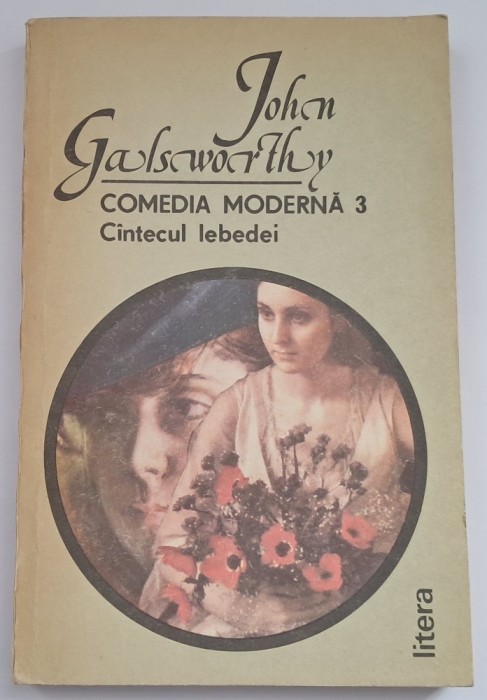 John
Galsworthy
COMEDIA MODERNĂ 3
Cîntecul lebedei
litera